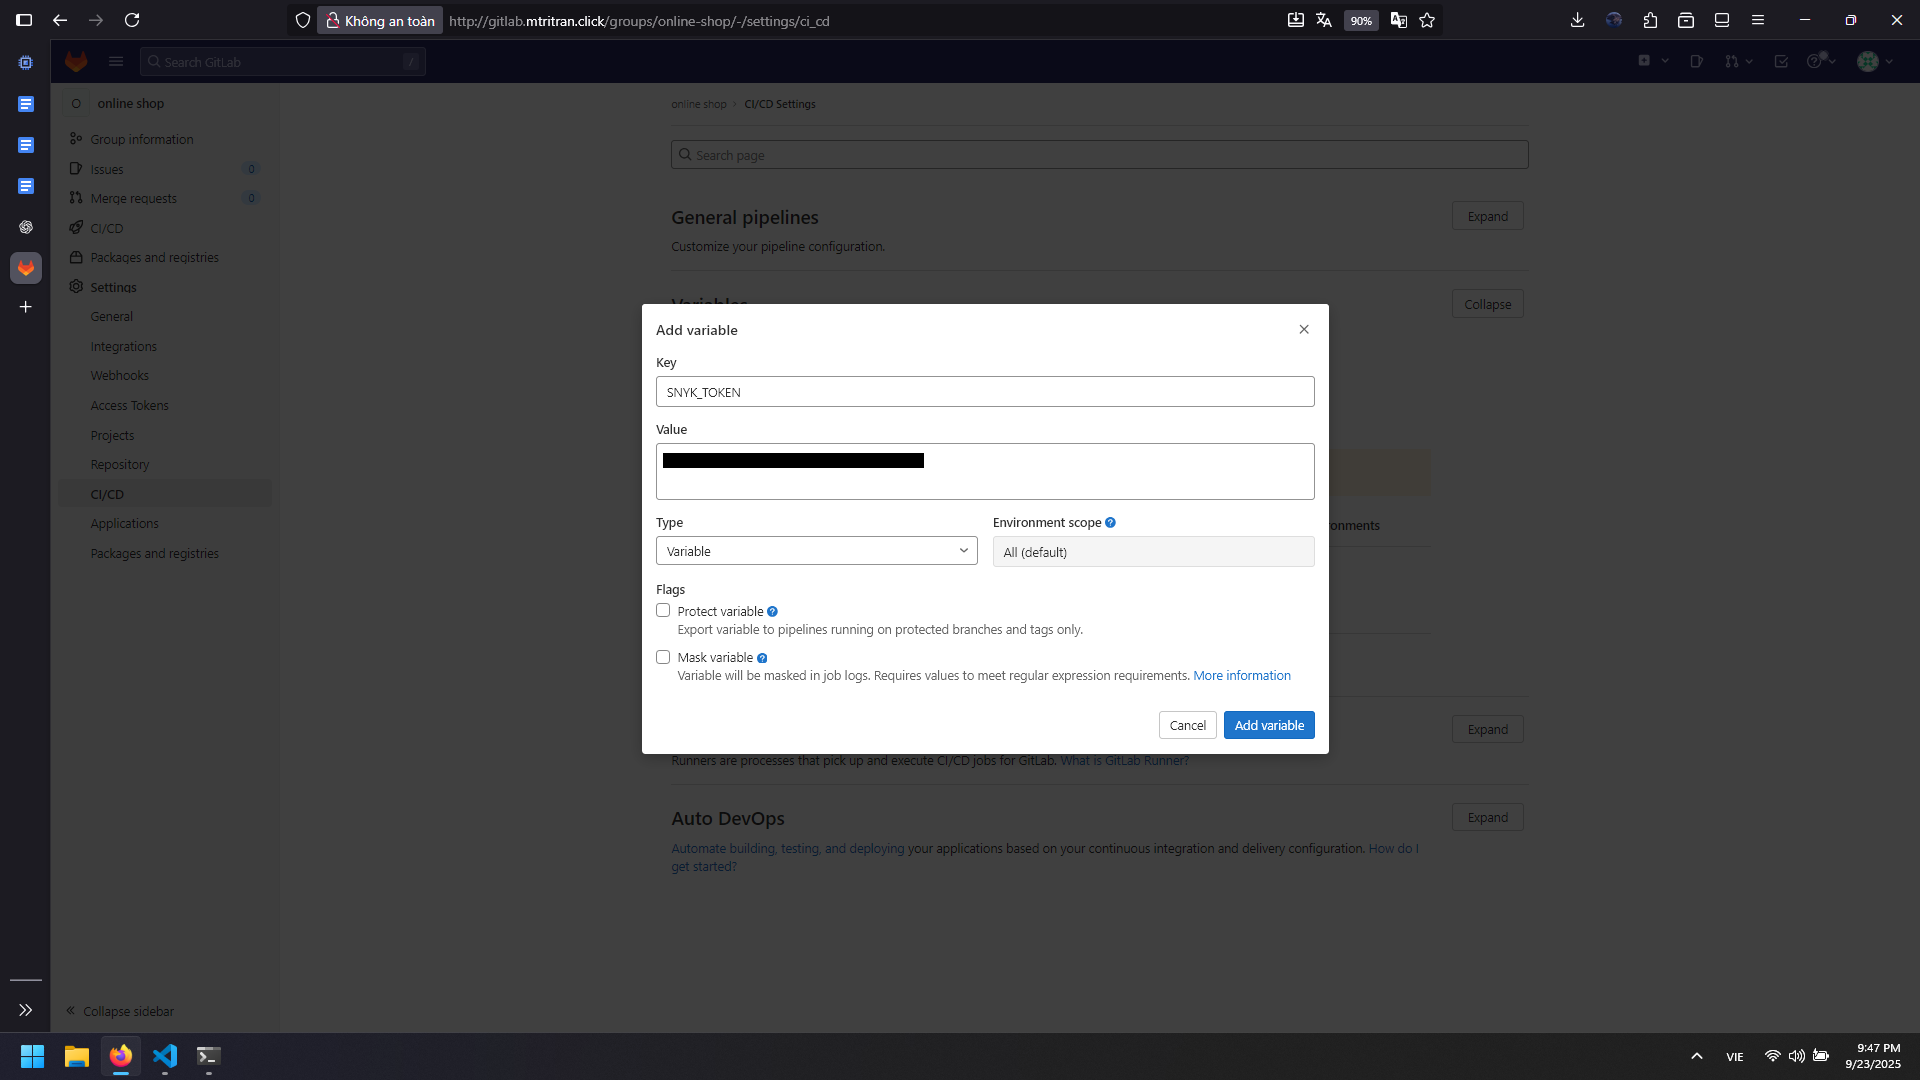 Không an toàn
http://gitlab.mtritran.click/groups/online-shop/-/settings/ci_cd
90%
Search GitLab
/
O
online shop
Group information
Issues
0
Merge requests
0
CI/CD
Packages and registries
Settings
General
Integrations
Webhooks
Access Tokens
Projects
Repository
CI/CD
Applications
Packages and registries
Collapse sidebar
online shop
CI/CD Settings
Search page
General pipelines
Expand
Customize your pipeline configuration.
Variables
Collapse
Add variable
Key
SNYK_TOKEN
Value
Type
Environment scope
Variable
All (default)
Flags
Protect variable
Export variable to pipelines running on protected branches and tags only.
Mask variable
Variable will be masked in job logs. Requires values to meet regular expression requirements. More information
Cancel
Add variable
ronments
Expand
Runners are processes that pick up and execute CI/CD jobs for GitLab. What is GitLab Runner?
Auto DevOps
Expand
Automate building, testing, and deploying your applications based on your continuous integration and delivery configuration. How do I
get started?
VIE
9:47 PM
9/23/2025